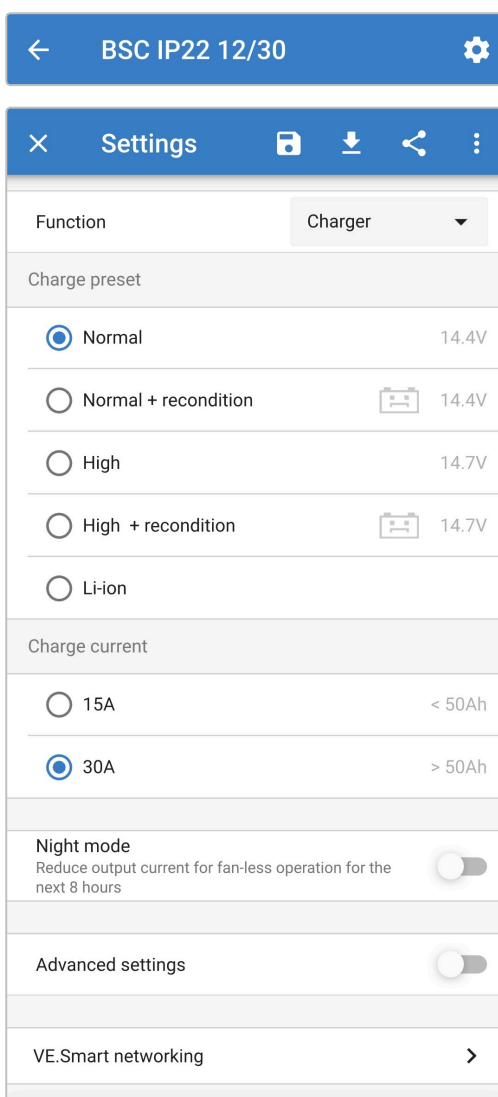 BSC IP22 12/30
Settings
Function Charger
Charge preset
Normal 14.4V
Normal + recondition 14.4V
High 14.7V
High + recondition 14.7V
Li-ion
Charge current
15A < 50Ah
30A > 50Ah
Night mode
Reduce output current for fan-less operation for the
next 8 hours
Advanced settings
VE.Smart networking